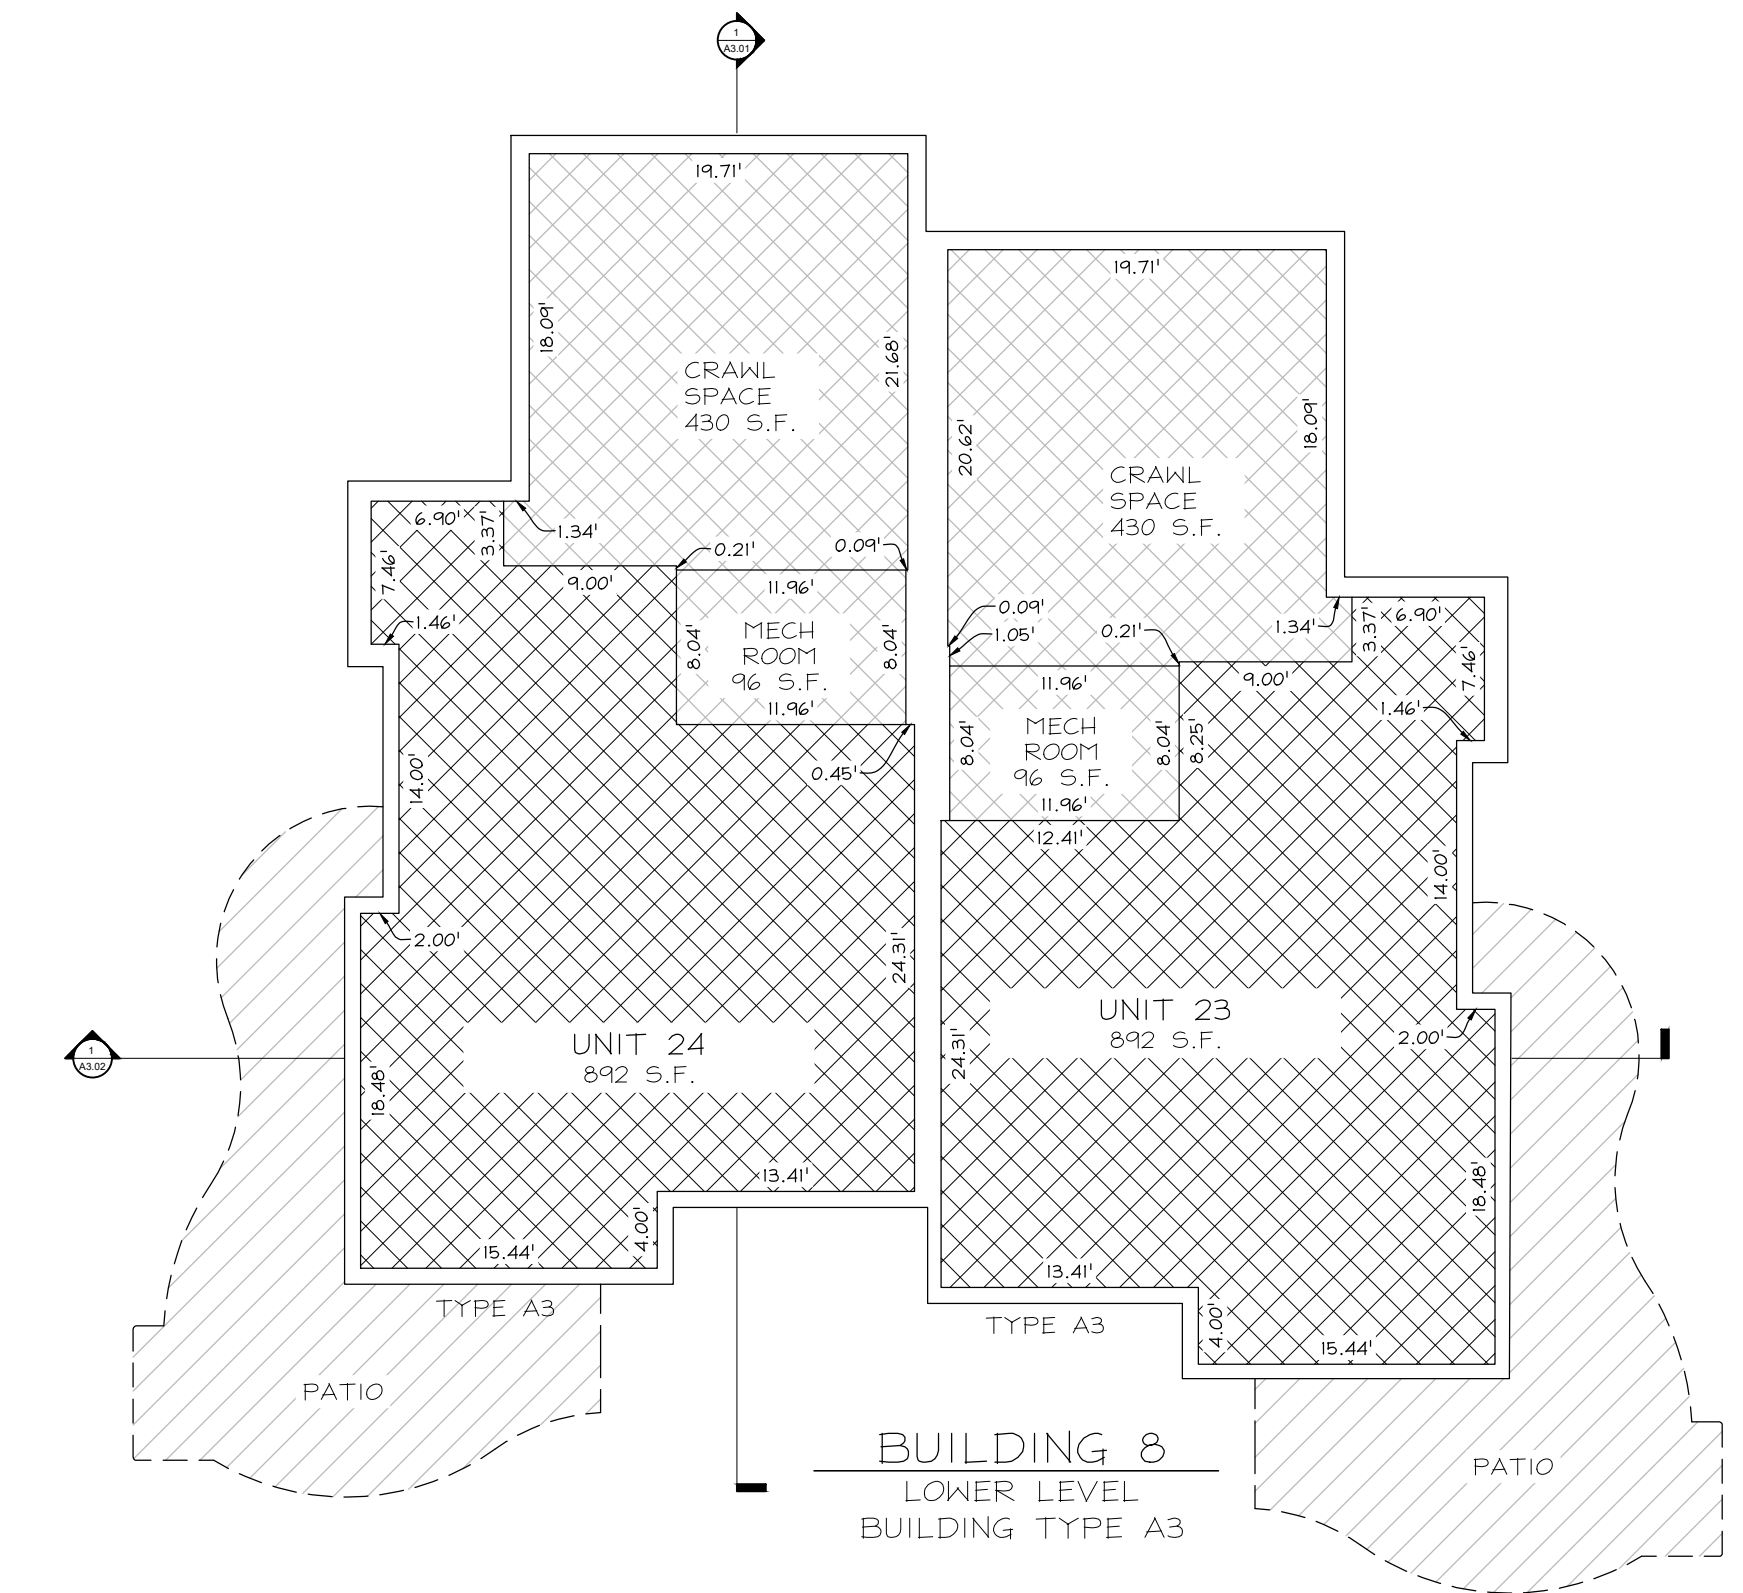 1
A3.01
19.71'
19.71'
18.09'
21.68'
CRAWL
SPACE
430 S.F.
18.09'
20.62'
CRAWL
SPACE
430 S.F.
6.90'
3.37'
1.34'
0.21'
0.09'
7.46'
9.00'
11.96'
1.46'
MECH
ROOM
96 S.F.
8.04'
8.04'
11.96'
0.45'
0.09'
1.05'
0.21'
1.34'
3.37'
6.90'
7.46'
9.00'
11.96'
1.46'
MECH
ROOM
96 S.F.
8.04'
8.04'
8.25'
11.96'
12.41'
14.00'
14.00'
2.00'
24.31'
UNIT 24
892 S.F.
UNIT 23
892 S.F.
2.00'
24.31'
1
A3.02
18.48'
18.48'
13.41'
4.00'
15.44'
13.41'
4.00'
15.44'
TYPE A3
TYPE A3
PATIO
PATIO
BUILDING 8
LOWER LEVEL
BUILDING TYPE A3